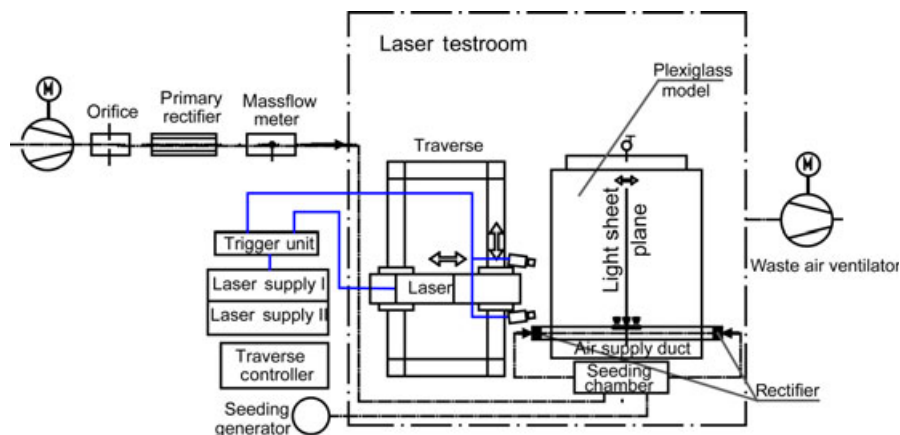 Laser testroom
Plexiglass
model
M
Orifice
Primary
rectifier
Massflow
meter
Traverse
M
Light sheet
plane
Trigger unit
Waste air ventilator
Laser supply I
Laser
Laser supply II
Air supply duct
Traverse
controller
Seeding
chamber
Rectifier
Seeding
generator